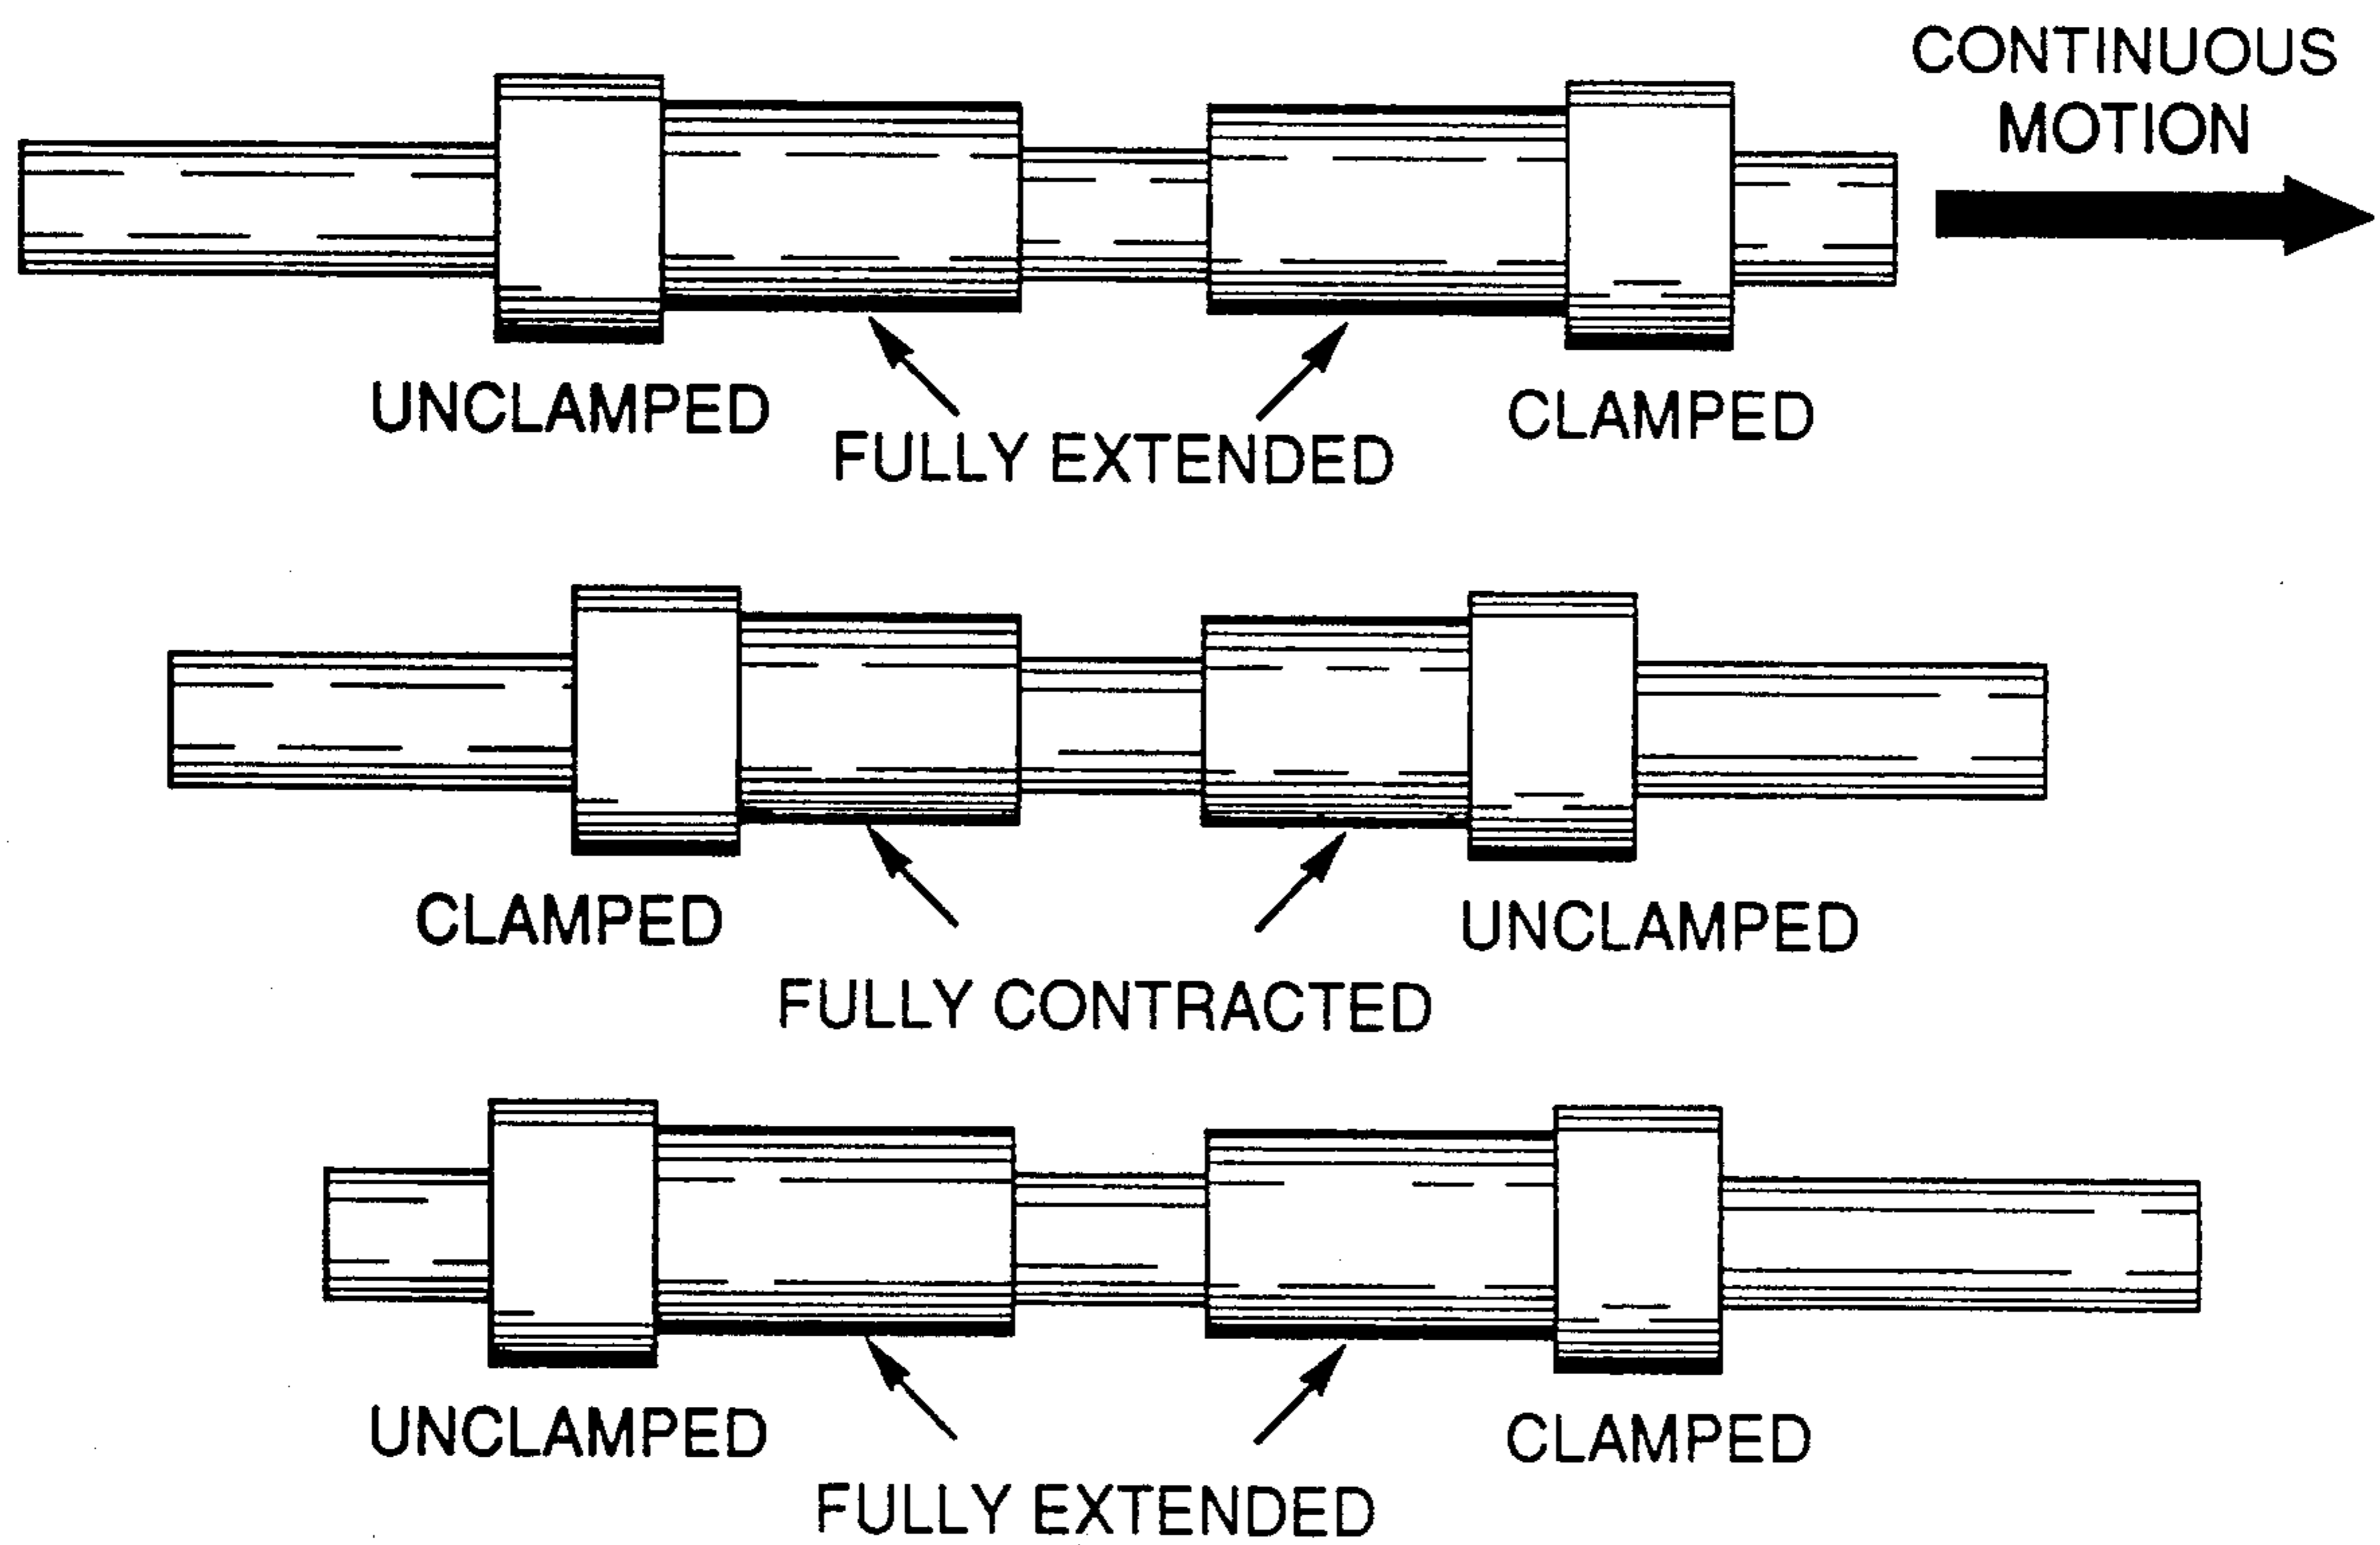 CONTINUOUS
MOTION
UNCLAMPED
CLAMPED
FULLY EXTENDED
CLAMPED
UNCLAMPED
FULLY CONTRACTED
UNCLAMPED
CLAMPED
FULLY EXTENDED